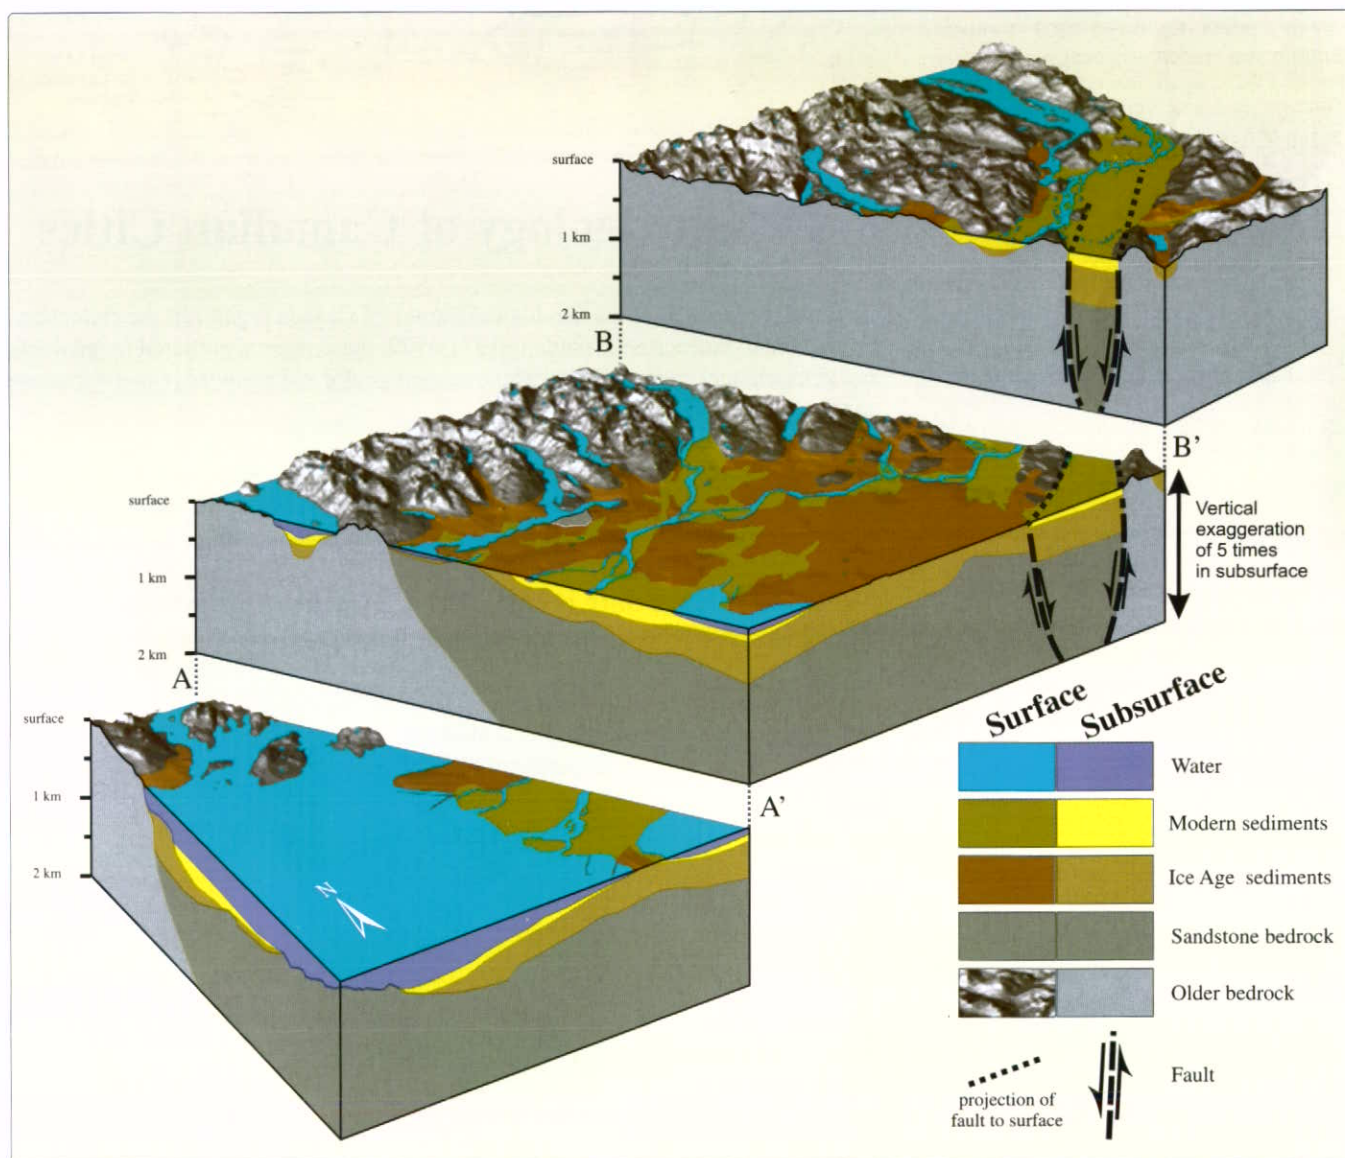 surface
1 km
2 km
B
B'
surface
1 km
2 km
A
A'
Vertical
exaggeration
of 5 times
in subsurface
surface
1 km
2 km
N
Surface
Subsurface
Water
Modern sediments
Ice Age sediments
Sandstone bedrock
Older bedrock
projection of
fault to surface
Fault